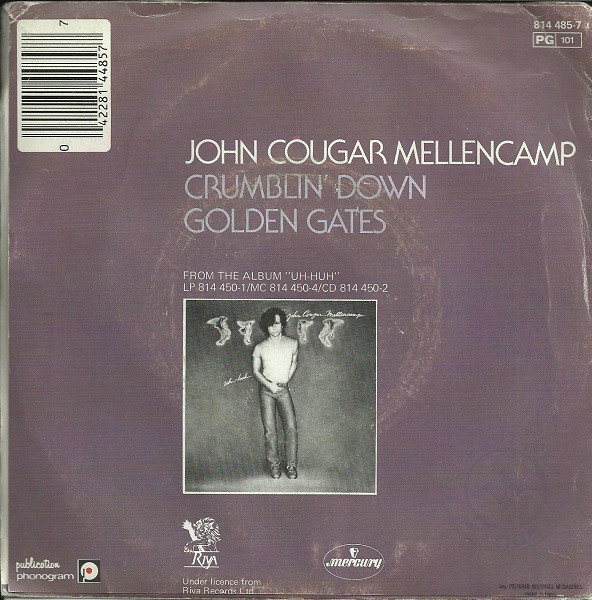 814 485-7
PG 101
7
42281 44857
0
JOHN COUGAR MELLENCAMP
CRUMBLIN' DOWN
GOLDEN GATES
FROM THE ALBUM "UH-HUH"
LP 814 450-1/MC 814 450-4/CD 814 450-2
John Cougar Mellencamp
uh-huh
RIVA
mercury
publication
phonogram
Under licence from
Riva Records Ltd.